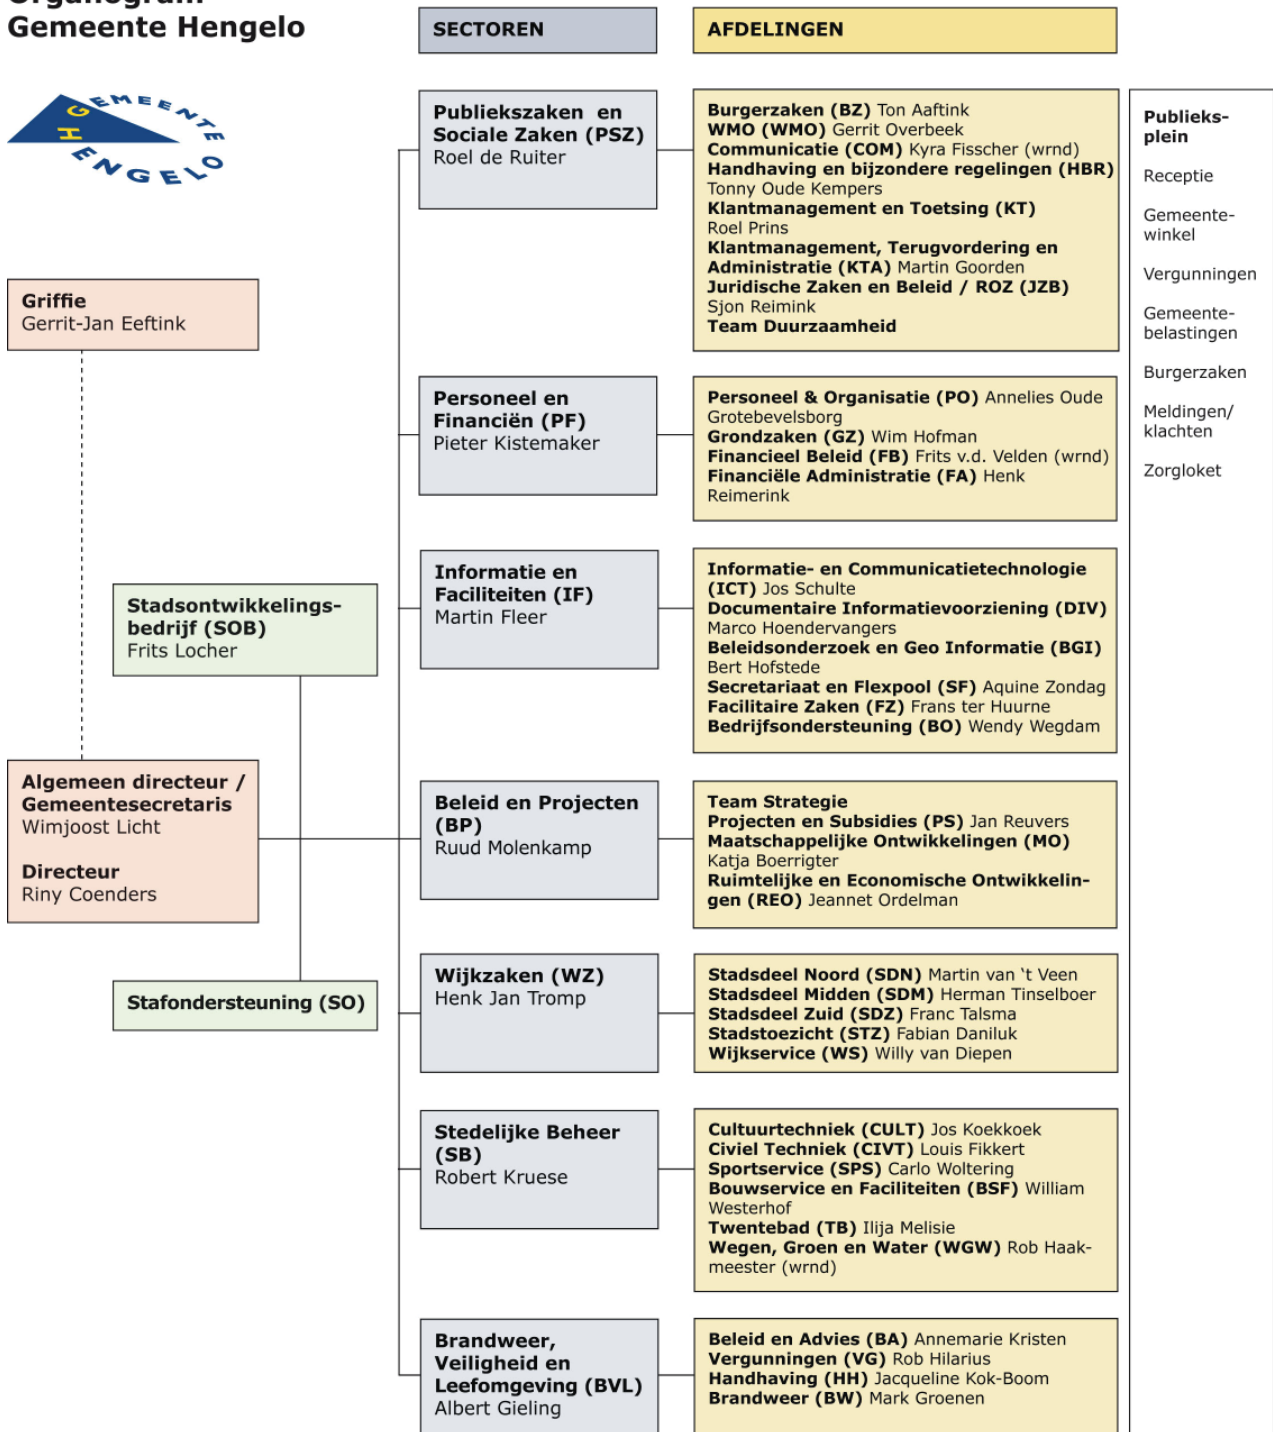 Organogram
Gemeente Hengelo
GEMEENTE
HENGELO
SECTOREN
AFDELINGEN
Griffie
Gerrit-Jan Eeftink
Stadsontwikkelings-
bedrijf (SOB)
Frits Locher
Algemeen directeur /
Gemeentesecretaris
Wimjoost Licht
Directeur
Riny Coenders
Stafondersteuning (SO)
Publiekszaken en
Sociale Zaken (PSZ)
Roel de Ruiter
Burgerzaken (BZ) Ton Aaftink
WMO (WMO) Gerrit Overbeek
Communicatie (COM) Kyra Fisscher (wrnd)
Handhaving en bijzondere regelingen (HBR)
Tonny Oude Kempers
Klantmanagement en Toetsing (KT)
Roel Prins
Klantmanagement, Terugvordering en
Administratie (KTA) Martin Goorden
Juridische Zaken en Beleid / ROZ (JZB)
Sjon Reimink
Team Duurzaamheid
Personeel en
Financiën (PF)
Pieter Kistemaker
Personeel & Organisatie (PO) Annelies Oude
Grotebevelsborg
Grondzaken (GZ) Wim Hofman
Financieel Beleid (FB) Frits v.d. Velden (wrnd)
Financiële Administratie (FA) Henk
Reimerink
Informatie en
Faciliteiten (IF)
Martin Fleer
Informatie- en Communicatietechnologie
(ICT) Jos Schulte
Documentaire Informatievoorziening (DIV)
Marco Hoendervangers
Beleidsonderzoek en Geo Informatie (BGI)
Bert Hofstede
Secretariaat en Flexpool (SF) Aquine Zondag
Facilitaire Zaken (FZ) Frans ter Huurne
Bedrijfsondersteuning (BO) Wendy Wegdam
Beleid en Projecten
(BP)
Ruud Molenkamp
Team Strategie
Projecten en Subsidies (PS) Jan Reuvers
Maatschappelijke Ontwikkelingen (MO)
Katja Boerrigter
Ruimtelijke en Economische Ontwikkelin-
gen (REO) Jeannet Ordelman
Wijkzaken (WZ)
Henk Jan Tromp
Stadsdeel Noord (SDN) Martin van ‘t Veen
Stadsdeel Midden (SDM) Herman Tinselboer
Stadsdeel Zuid (SDZ) Franc Talsma
Stadstoezicht (STZ) Fabian Daniluk
Wijkservice (WS) Willy van Diepen
Stedelijke Beheer
(SB)
Robert Kruese
Cultuurtechniek (CULT) Jos Koekkoek
Civiel Techniek (CIVT) Louis Fikkert
Sportservice (SPS) Carlo Woltering
Bouwservice en Faciliteiten (BSF) William
Westerhof
Twentebad (TB) Ilija Melisie
Wegen, Groen en Water (WGW) Rob Haak-
meester (wrnd)
Brandweer,
Veiligheid en
Leefomgeving (BVL)
Albert Gieling
Beleid en Advies (BA) Annemarie Kristen
Vergunningen (VG) Rob Hilarius
Handhaving (HH) Jacqueline Kok-Boom
Brandweer (BW) Mark Groenen
Publieks-
plein
Receptie
Gemeente-
winkel
Vergunningen
Gemeente-
belastingen
Burgerzaken
Meldingen/
klachten
Zorgloket